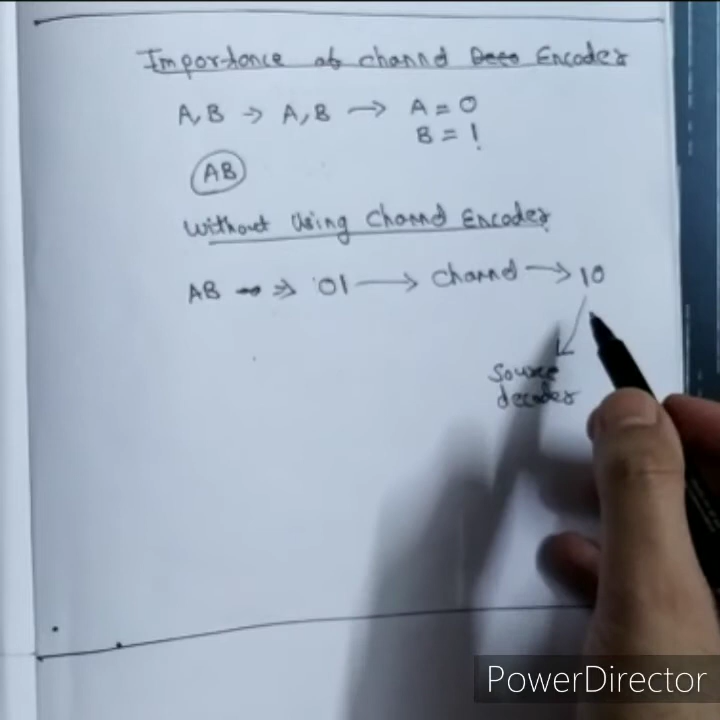 Importance of channel Deco Encoder
A, B → A, B → A = 0
B = 1
AB
Without Using Channel Encoder
AB → 01 → Channel → 10
Source
decoder
PowerDirector